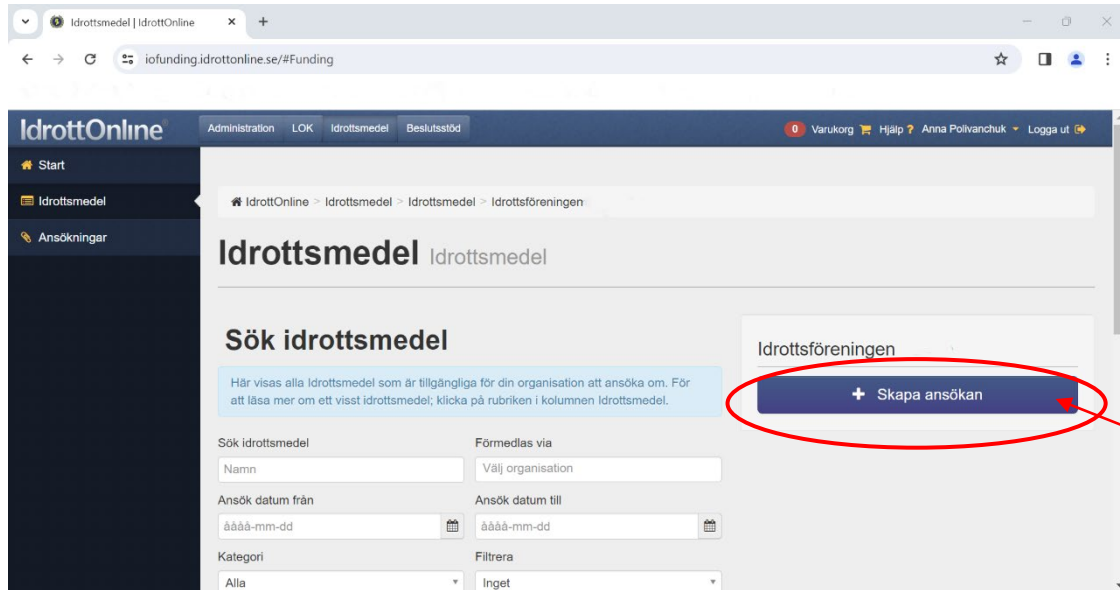 Idrottsmedel | IdrottOnline
iofunding.idrottonline.se/#Funding
IdrottOnline
Administration LOK Idrottsmedel Beslutsstöd
0 Varukorg Hjälp ? Anna Polivanchuk Logga ut
Start
Idrottsmedel
Ansökningar
IdrottOnline > Idrottsmedel > Idrottsmedel > Idrottsföreningen
Idrottsmedel Idrottsmedel
Sök idrottsmedel
Här visas alla Idrottsmedel som är tillgängliga för din organisation att ansöka om. För
att läsa mer om ett visst idrottsmedel; klicka på rubriken i kolumnen Idrottsmedel.
Idrottsföreningen
+ Skapa ansökan
Sök idrottsmedel Förmedlas via
Namn Välj organisation
Ansök datum från Ansök datum till
åååå-mm-dd åååå-mm-dd
Kategori Filtrera
Alla Inget